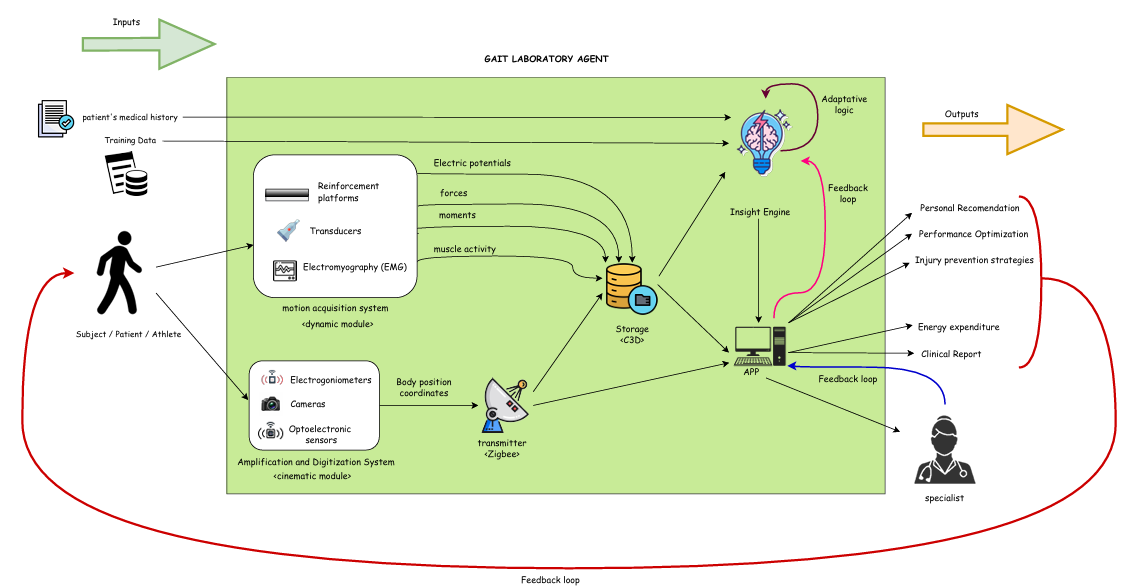 Inputs
GAIT LABORATORY AGENT
patient's medical history
Training Data
Adaptative
logic
Outputs
Electric potentials
Reinforcement
platforms
forces
moments
Transducers
muscle activity
Electromyography (EMG)
motion acquisition system
<dynamic module>
Feedback
loop
Insight Engine
Personal Recomendation
Performance Optimization
Injury prevention strategies
Subject / Patient / Athlete
Storage
<C3D>
Energy expenditure
Clinical Report
APP
Feedback loop
Electrogoniometers
Cameras
Optoelectronic
sensors
Body position
coordinates
transmitter
<Zigbee>
Amplification and Digitization System
<cinematic module>
specialist
Feedback loop